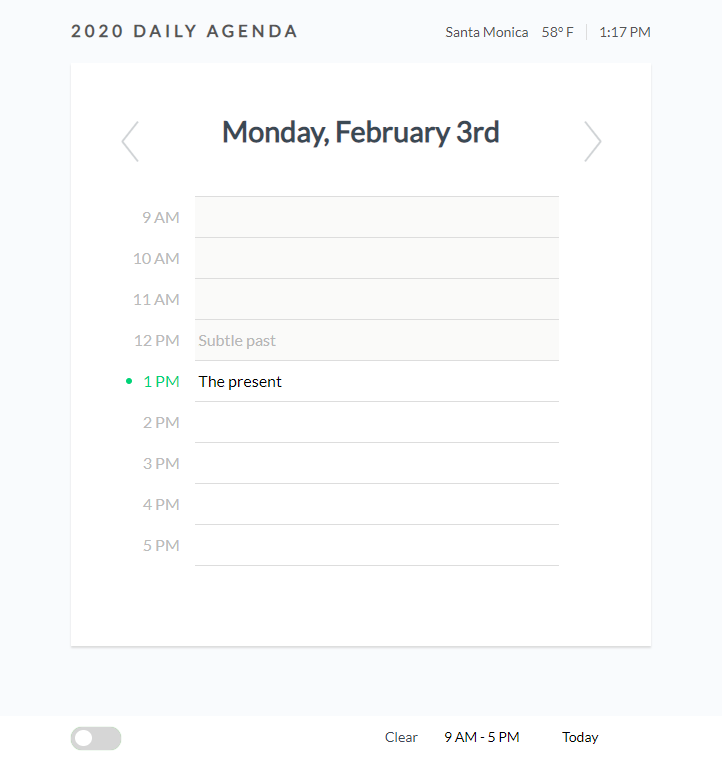 2020 DAILY AGENDA
Santa Monica 58° F 1:17 PM
Monday, February 3rd
9 AM
10 AM
11 AM
12 PM Subtle past
1 PM The present
2 PM
3 PM
4 PM
5 PM
Clear 9 AM - 5 PM Today